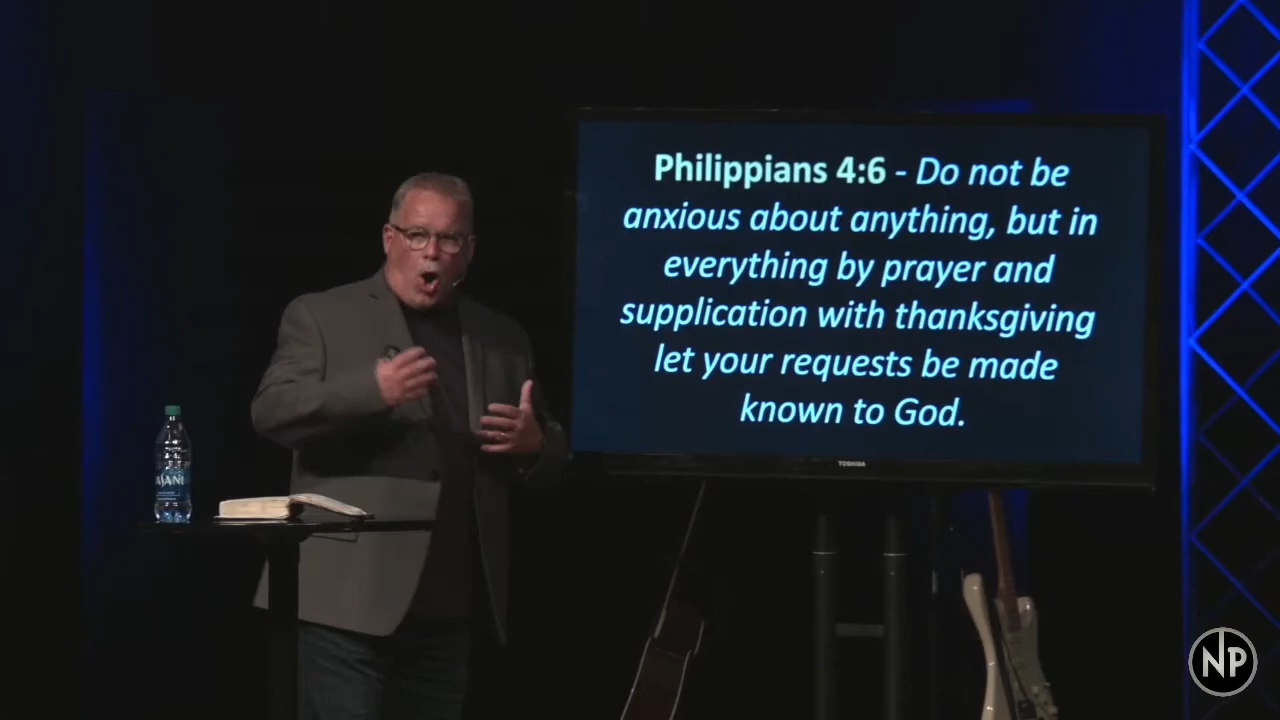 Philippians 4:6 - Do not be
anxious about anything, but in
everything by prayer and
supplication with thanksgiving
let your requests be made
known to God.
TOSHIBA
ASANI
NP